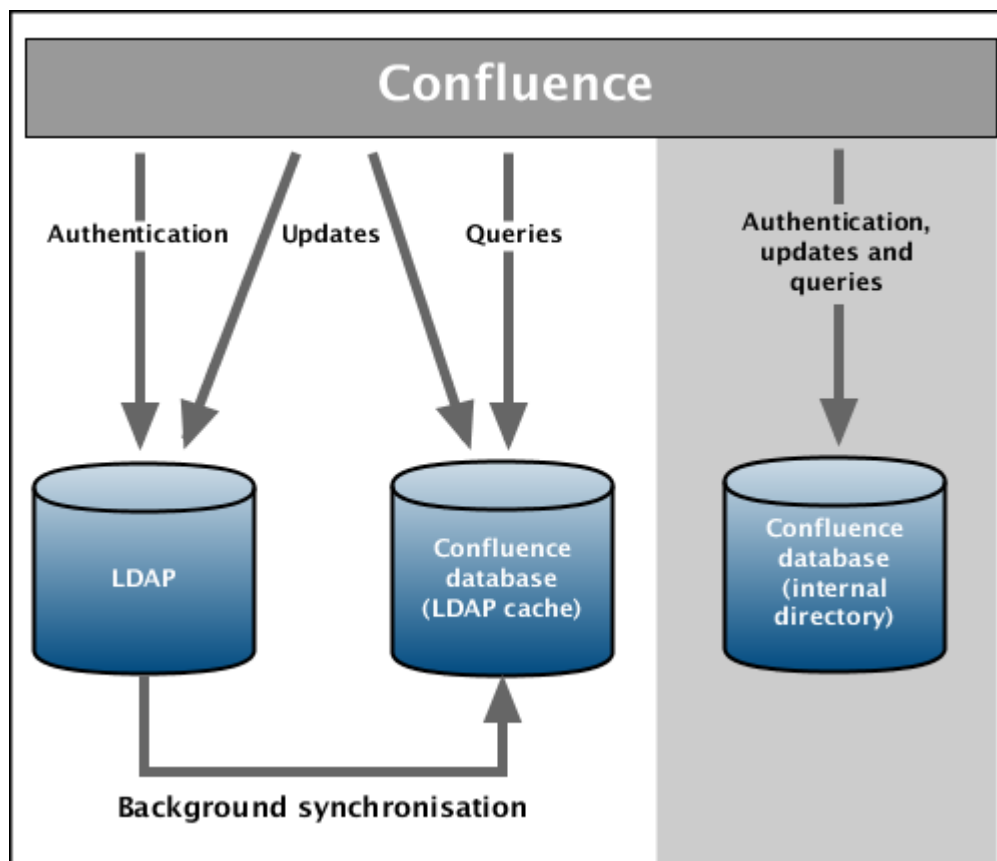 Confluence
Authentication
Updates
Queries
Authentication,
updates and
queries
LDAP
Confluence
database
(LDAP cache)
Confluence
database
(internal
directory)
Background synchronisation